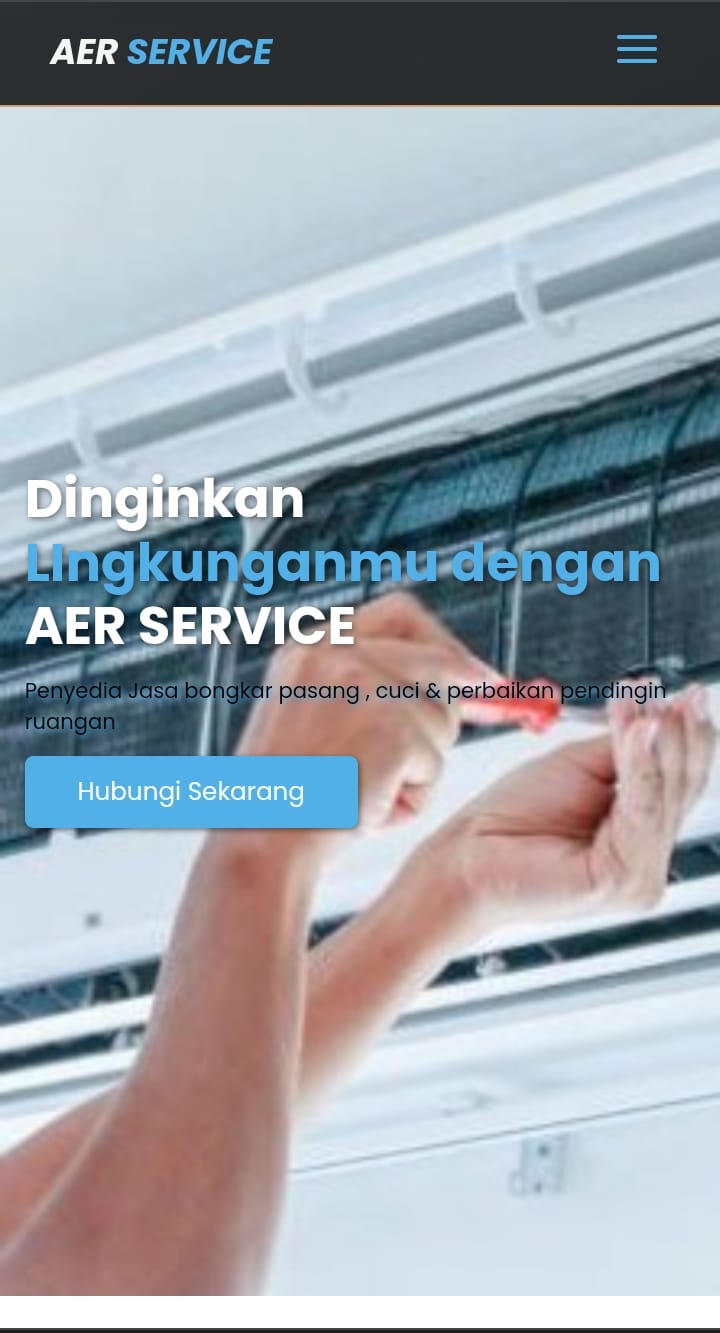 AER SERVICE
Dinginkan
LIngkunganmu dengan
AER SERVICE
Penyedia Jasa bongkar pasang , cuci & perbaikan pendingin
ruangan
Hubungi Sekarang